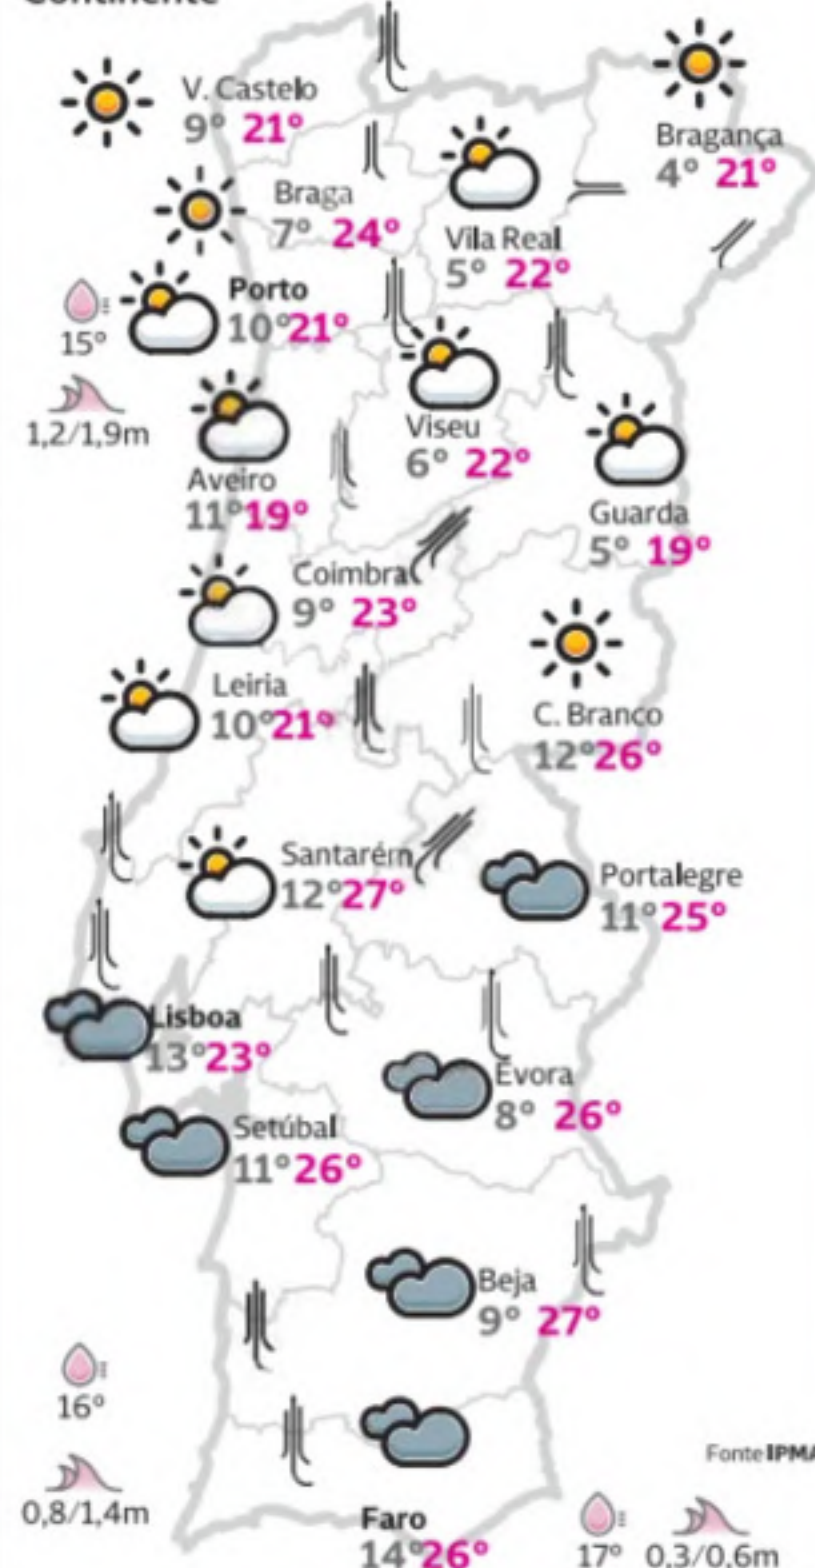 Continente
V. Castelo
9° 21°
Bragança
4° 21°
Braga
7° 24°
Vila Real
5° 22°
Porto
10° 21°
15°
1,2/1,9m
Viseu
6° 22°
Aveiro
11° 19°
Guarda
5° 19°
Coimbra
9° 23°
Leiria
10° 21°
C. Branco
12° 26°
Santarém
12° 27°
Portalegre
11° 25°
Lisboa
13° 23°
Évora
8° 26°
Setúbal
11° 26°
Beja
9° 27°
16°
0,8/1,4m
Fonte IPMA
Faro
14° 26°
17° 0,3/0,6m